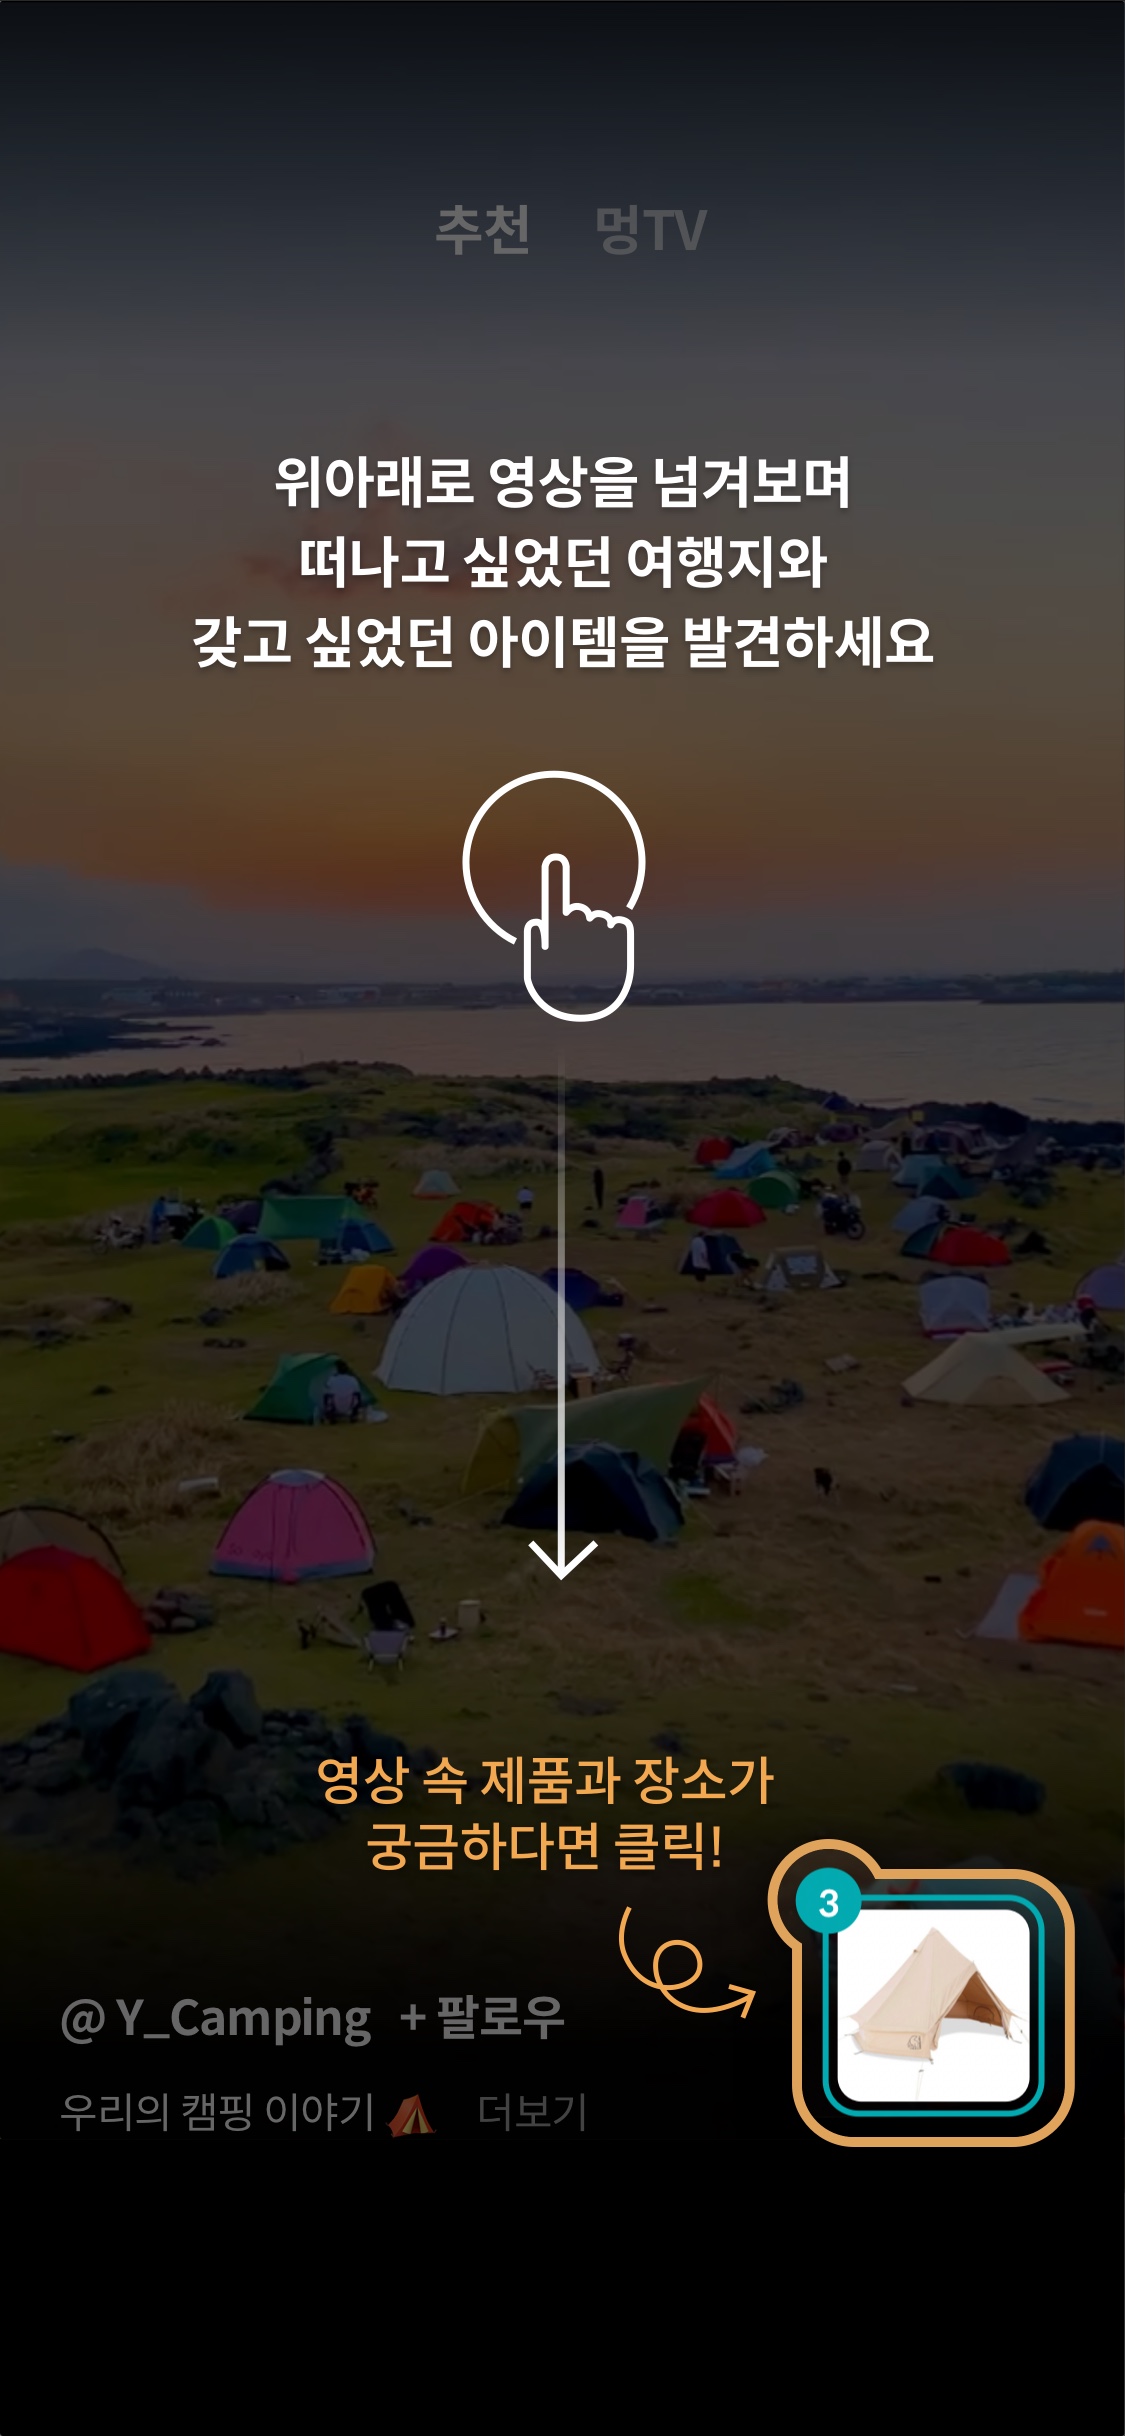 추천 멍TV
위아래로 영상을 넘겨보며
떠나고 싶었던 여행지와
갖고 싶었던 아이템을 발견하세요
영상 속 제품과 장소가
궁금하다면 클릭!
3
@ Y_Camping + 팔로우
우리의 캠핑 이야기 더보기